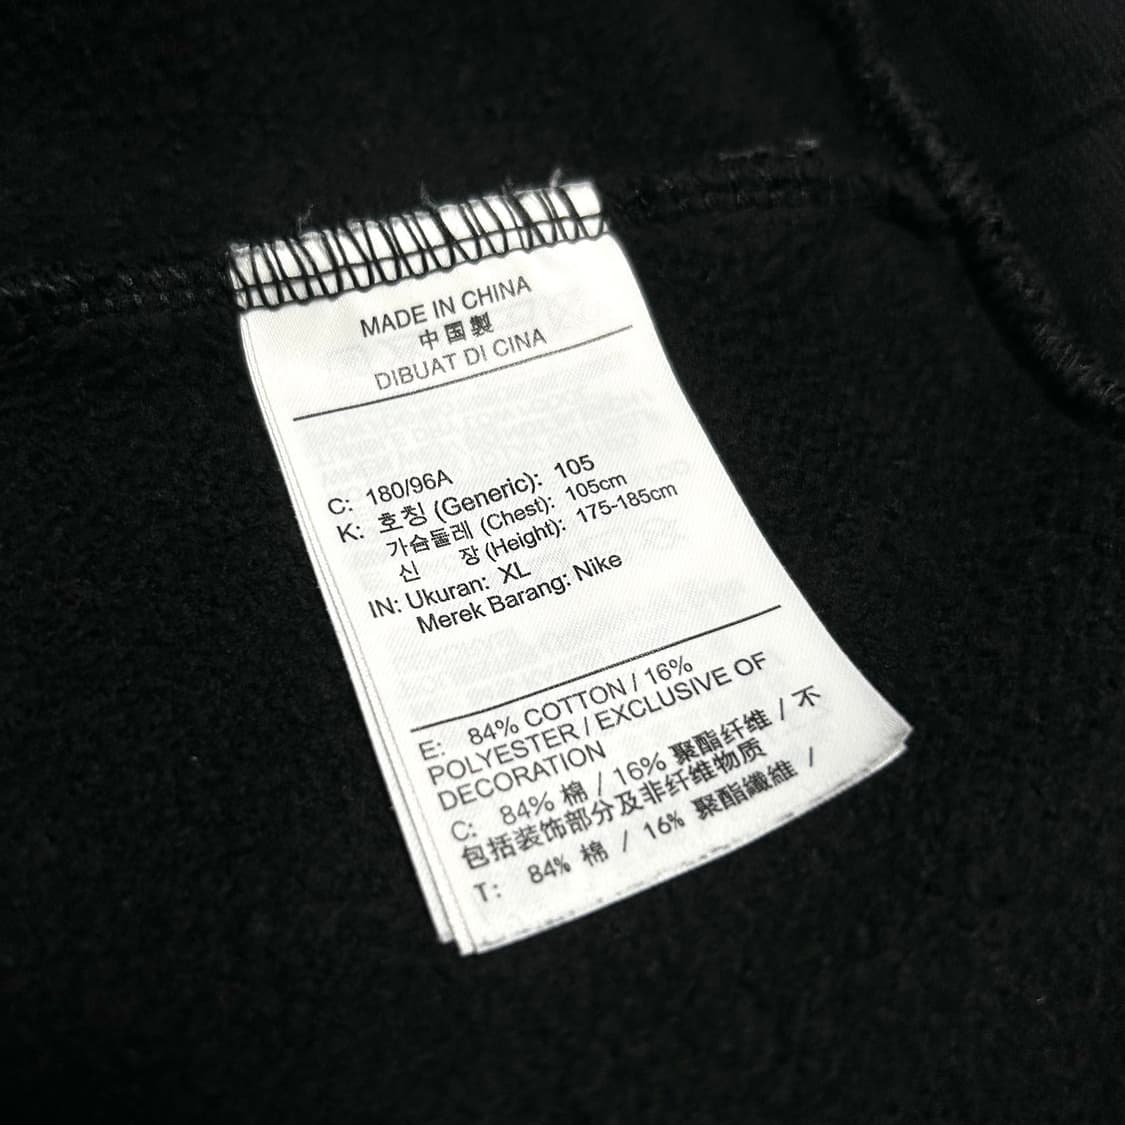 MADE IN CHINA
中国製
DIBUAT DI CINA
C: 180/96A
K: 호칭 (Generic): 105
가슴둘레 (Chest): 105cm
신 장 (Height): 175-185cm
IN: Ukuran: XL
Merek Barang: Nike
E: 84% COTTON / 16%
POLYESTER / EXCLUSIVE OF
DECORATION
C: 84% 棉 / 16% 聚酯纤维 / 不
包括装饰部分及非纤维物质
T: 84% 棉 / 16% 聚酯纖維 /